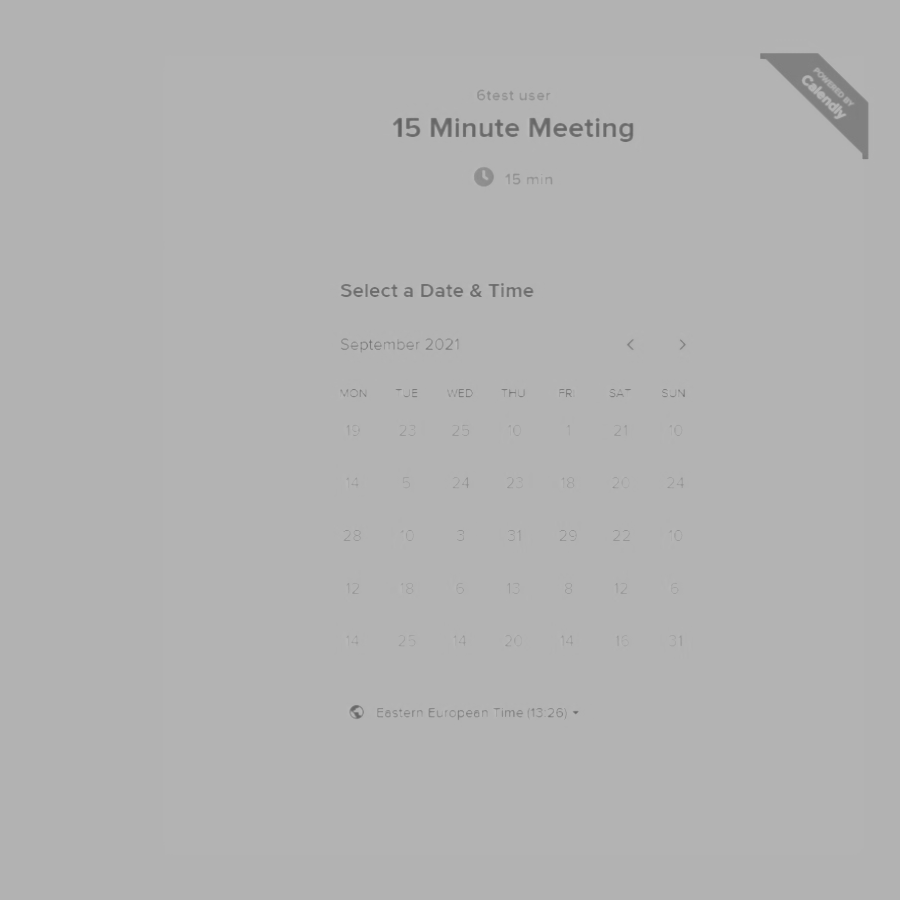 POWERED BY
Calendly
6test user
15 Minute Meeting
15 min
Select a Date & Time
September 2021
MON TUE WED THU FRI SAT SUN
19 23 25 10 1 21 10
14 5 24 23 18 26 24
28 10 3 31 29 22 10
12 18 6 13 8 12 6
14 25 14 26 14 16 31
Eastern European Time (13:26)